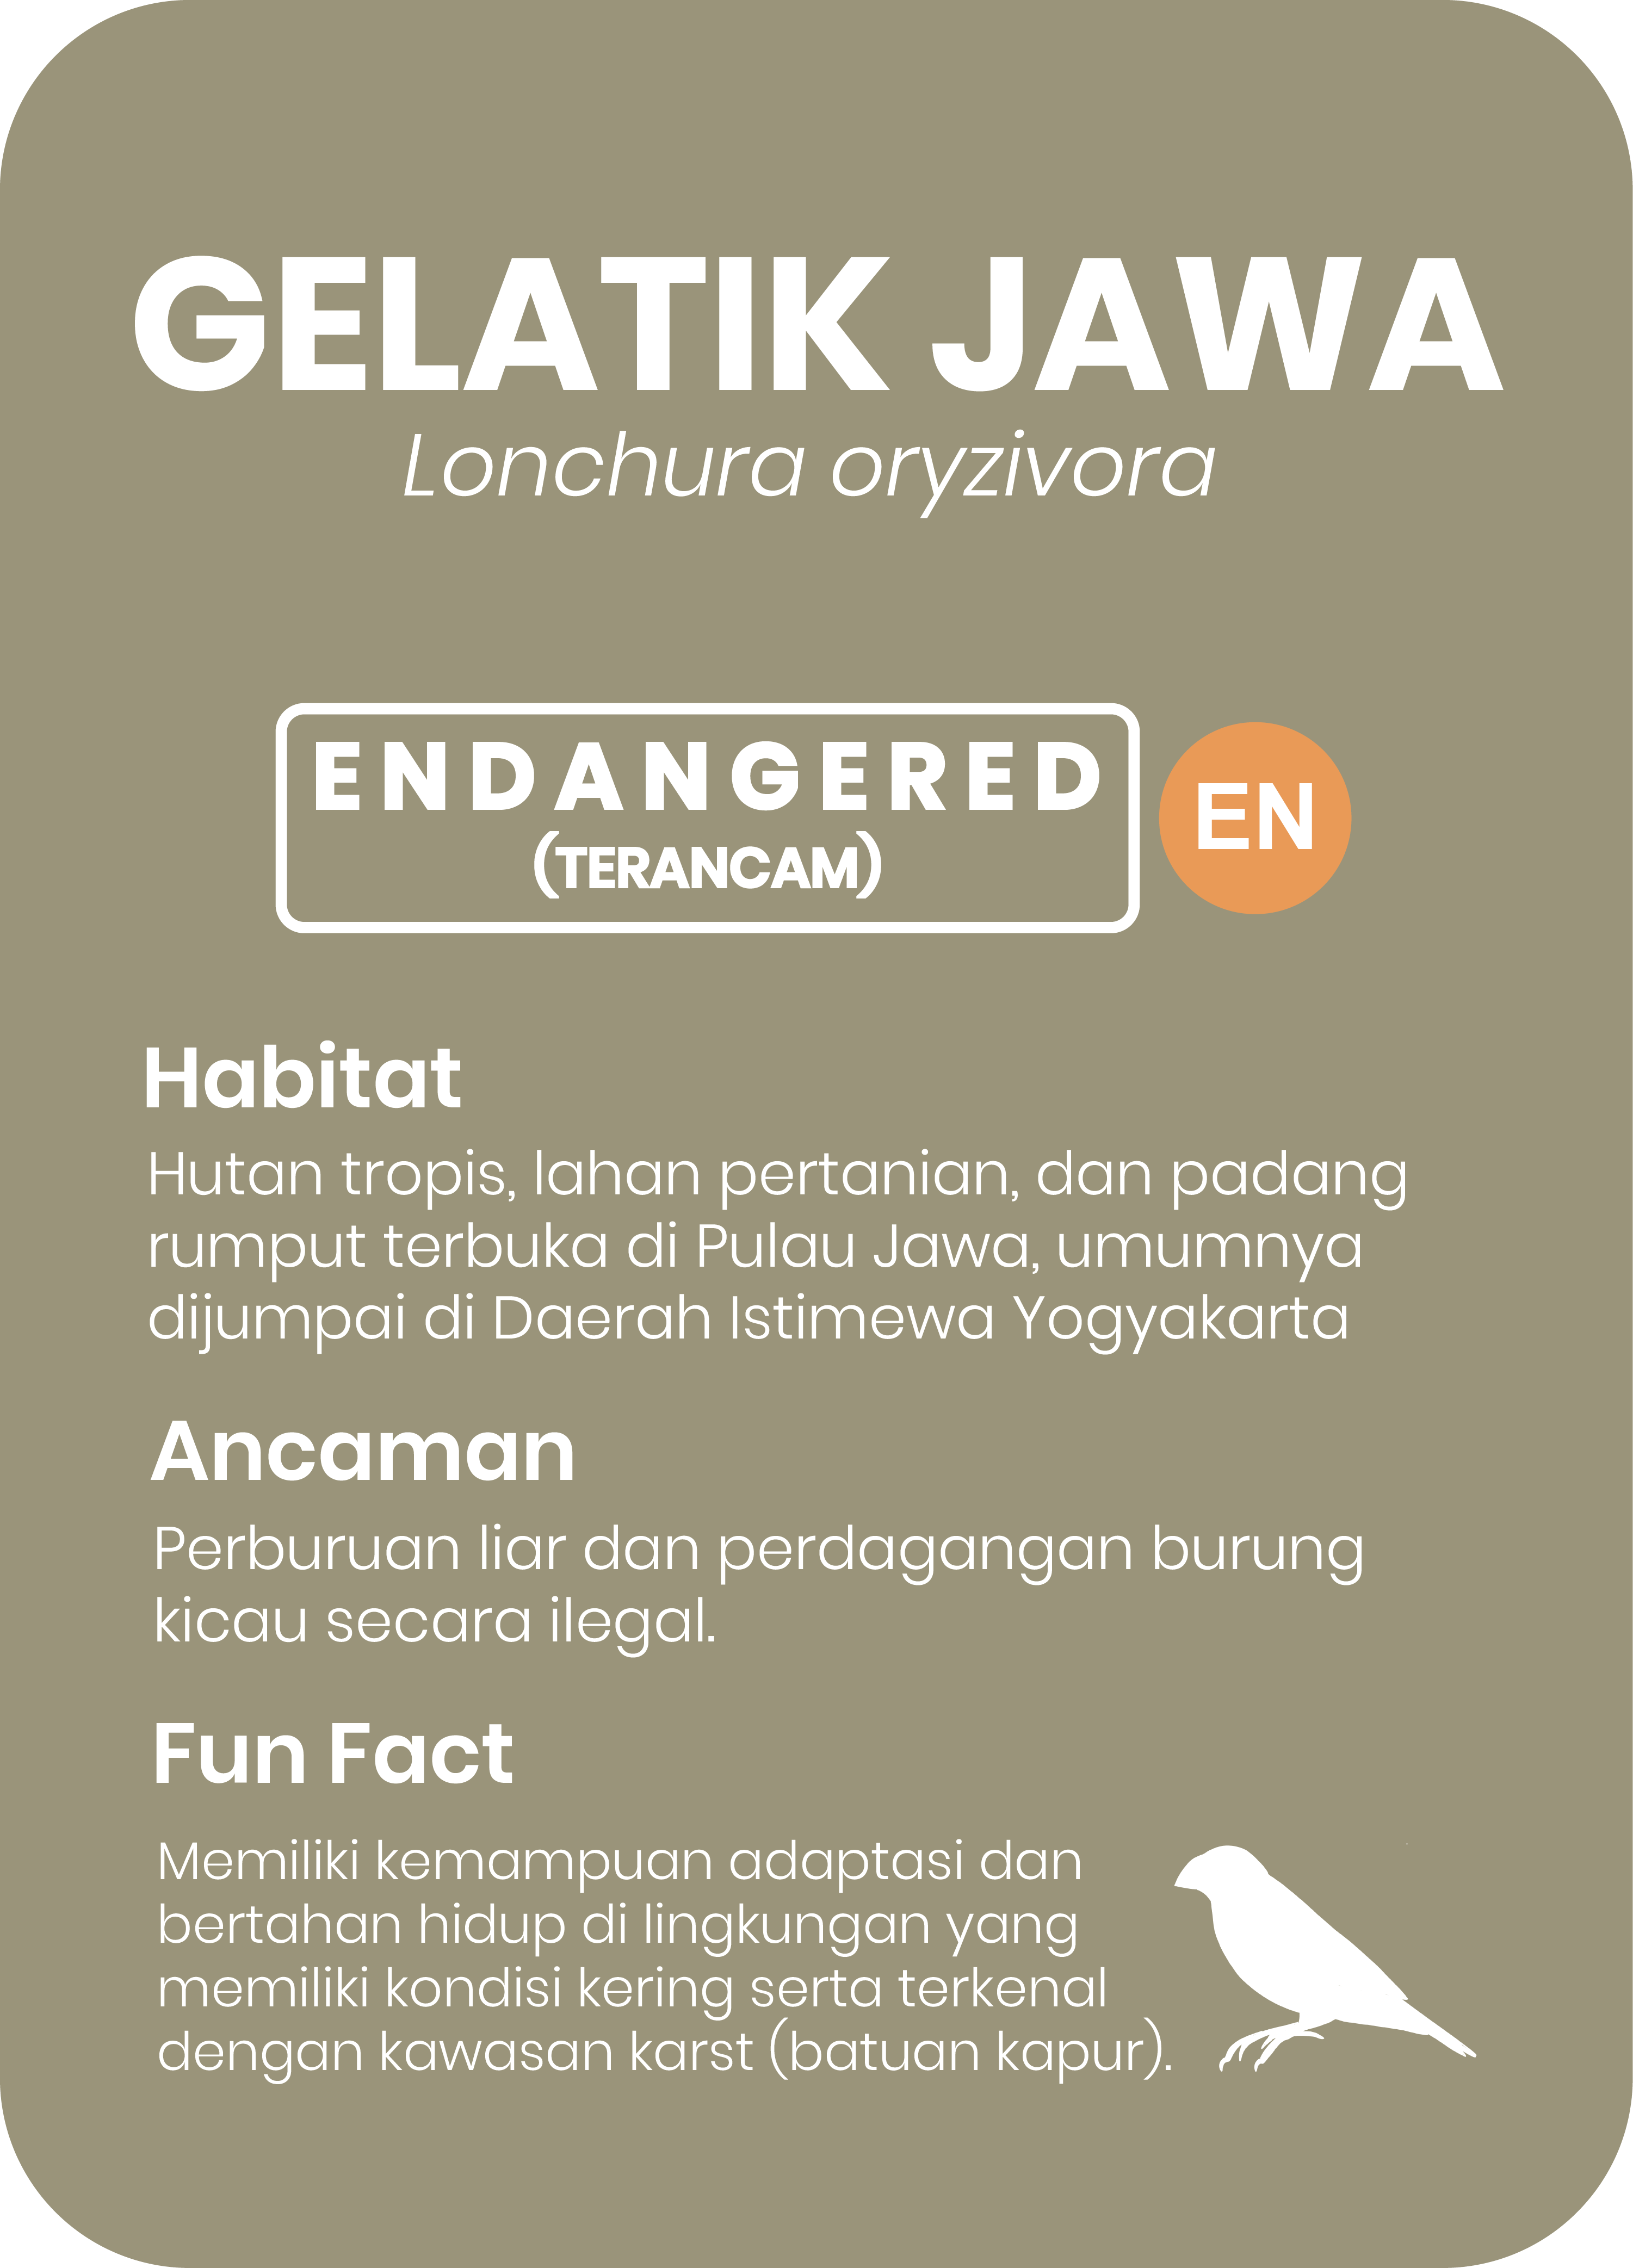 GELATIK JAWA
Lonchura oryzivora
ENDANGERED
(TERANCAM)
EN
Habitat
Hutan tropis, lahan pertanian, dan padang
rumput terbuka di Pulau Jawa, umumnya
dijumpai di Daerah Istimewa Yogyakarta
Ancaman
Perburuan liar dan perdagangan burung
kicau secara ilegal.
Fun Fact
Memiliki kemampuan adaptasi dan
bertahan hidup di lingkungan yang
memiliki kondisi kering serta terkenal
dengan kawasan karst (batuan kapur).